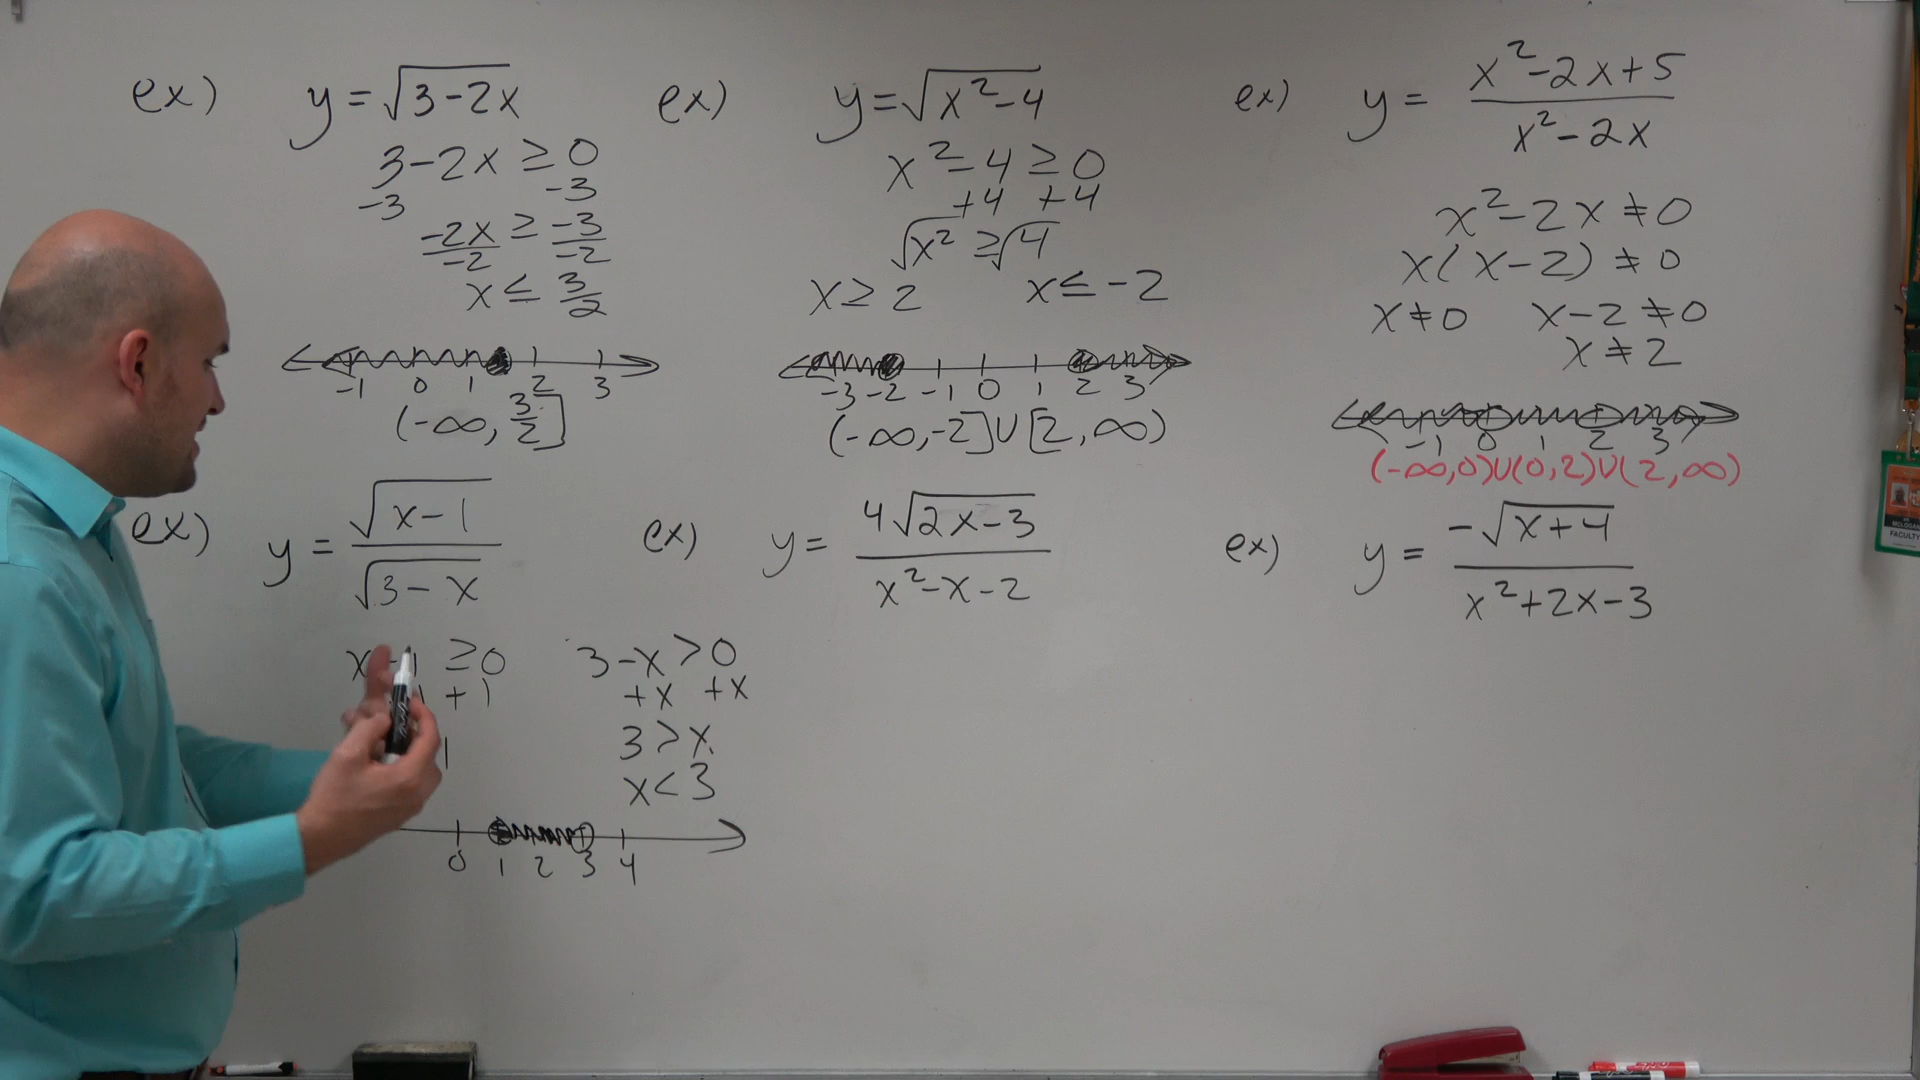 ex) y = √(3-2x)
3-2x ≥ 0
-3 -3
-2x ≥ -3
-2 -2
x ≤ 3/2
-1 0 1 2 3
(-∞, 3/2]
ex) y = √(x²-4)
x²-4 ≥ 0
+4 +4
√x² ≥ √4
x ≥ 2 x ≤ -2
-3 -2 -1 0 1 2 3
(-∞,-2]∪[2,∞)
ex) y = (x²-2x+5)/(x²-2x)
x²-2x ≠ 0
x(x-2) ≠ 0
x ≠ 0 x-2 ≠ 0
x ≠ 2
-1 0 1 2 3
(-∞,0)∪(0,2)∪(2,∞)
ex) y = √(x-1)/√(3-x)
x-1 ≥ 0 3-x > 0
+1 +x +x
1 3 > x
x < 3
0 1 2 3 4
ex) y = 4√(2x-3)/(x²-x-2)
ex) y = -√(x+4)/(x²+2x-3)
FACULTY